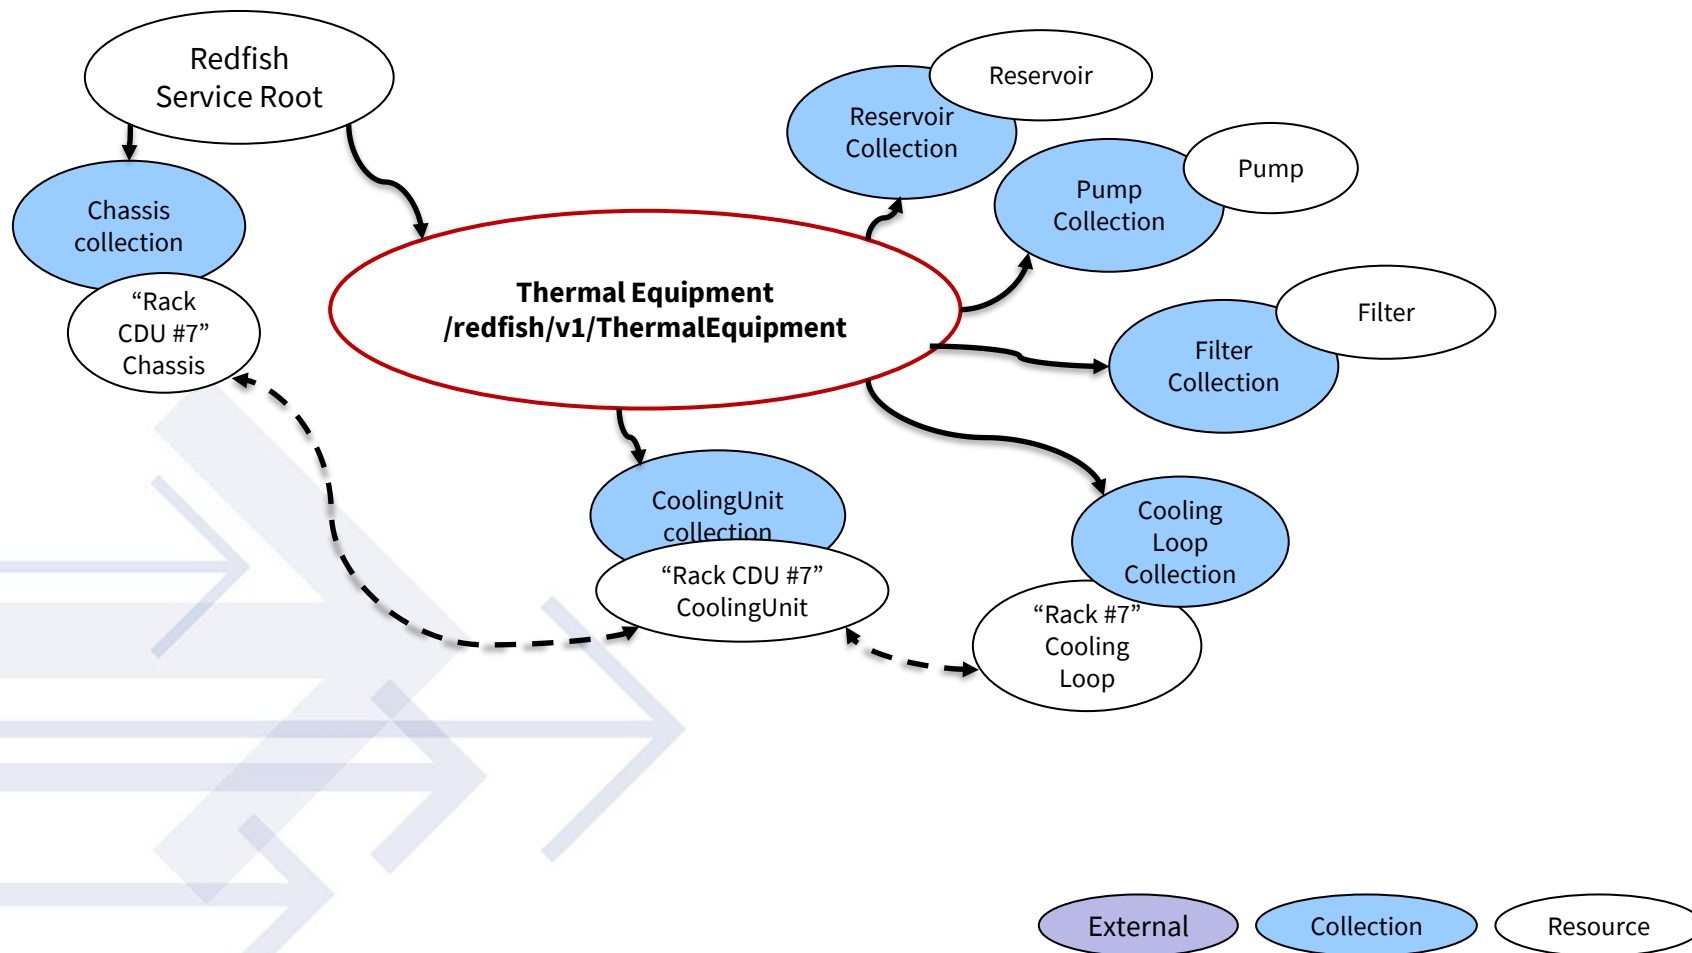 Redfish
Service Root
Chassis
collection
“Rack
CDU #7”
Chassis
Thermal Equipment
/redfish/v1/ThermalEquipment
Reservoir
Reservoir
Collection
Pump
Pump
Collection
Filter
Filter
Collection
Cooling
Loop
Collection
“Rack #7”
Cooling
Loop
CoolingUnit
collection
“Rack CDU #7”
CoolingUnit
External
Collection
Resource